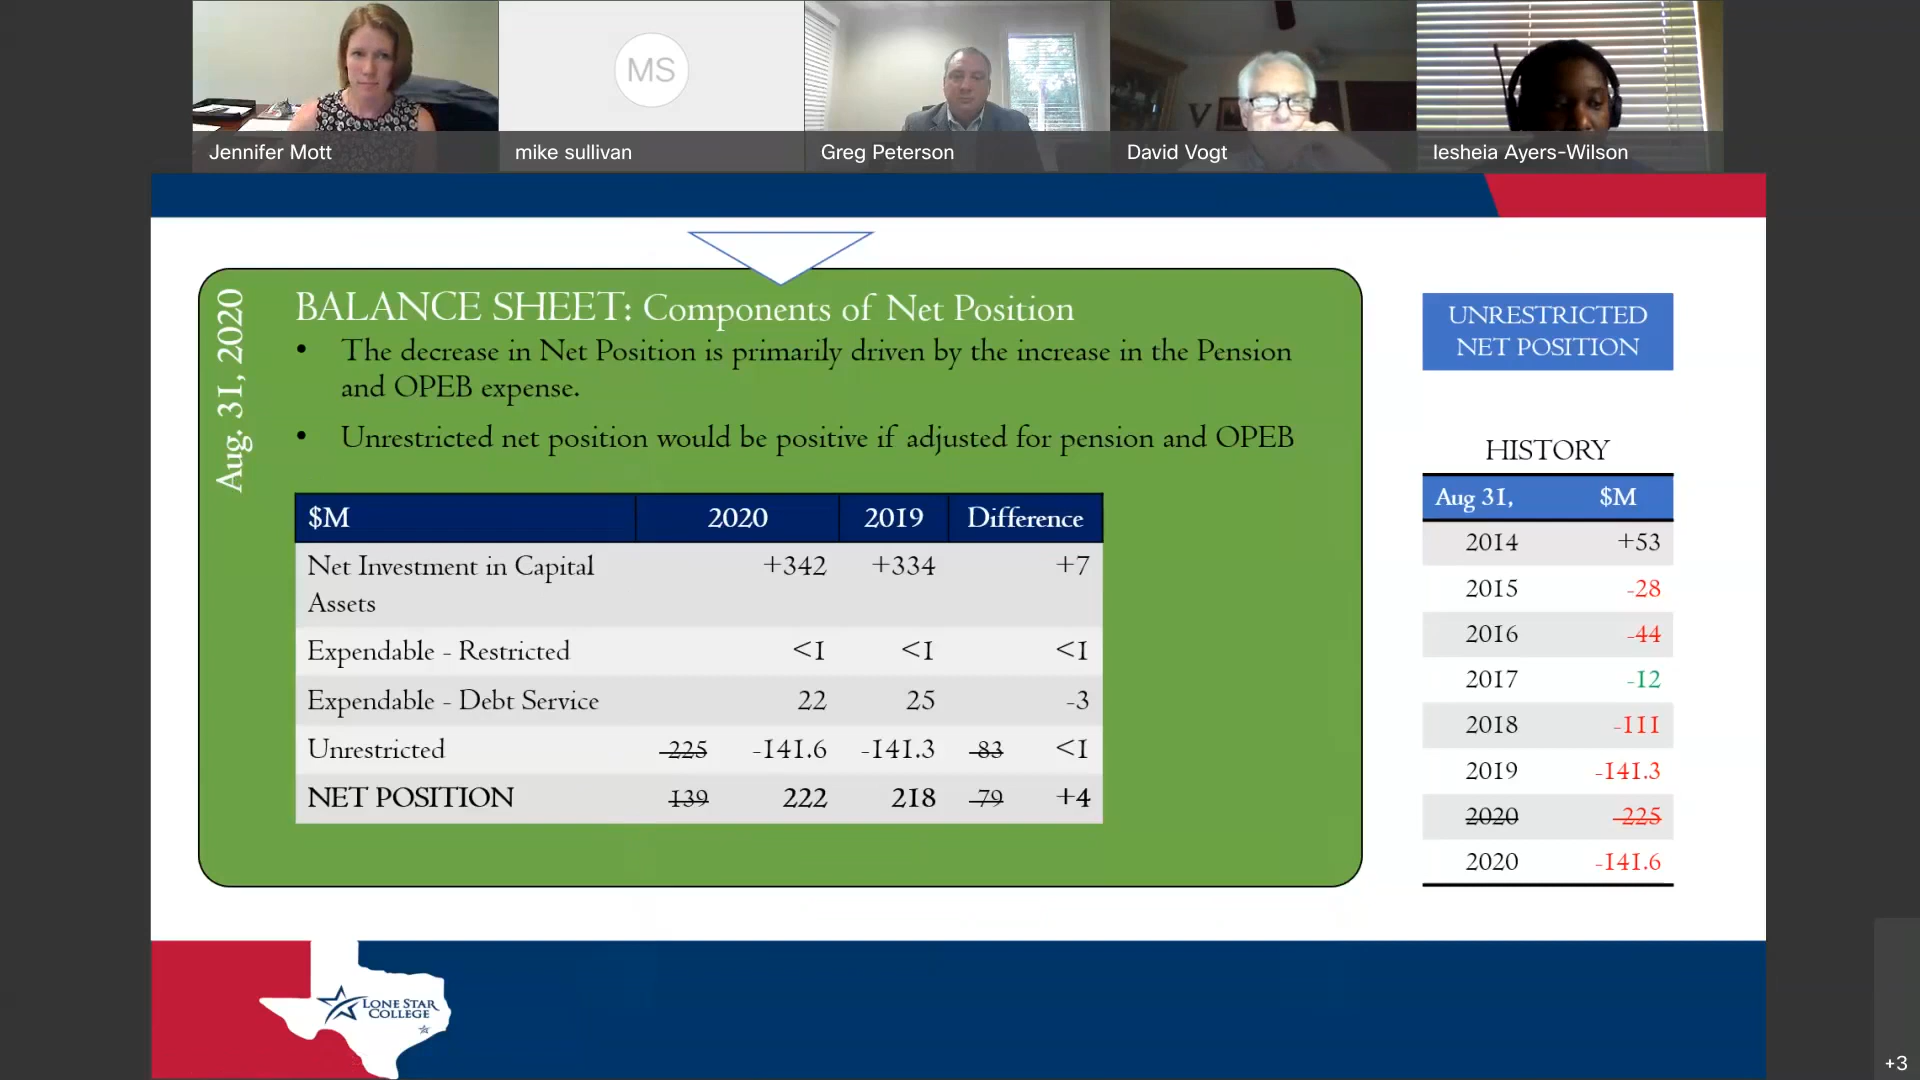 Jennifer Mott
MS
mike sullivan
Greg Peterson
V
David Vogt
Iesheia Ayers-Wilson
Aug. 31, 2020
BALANCE SHEET: Components of Net Position
• The decrease in Net Position is primarily driven by the increase in the Pension
and OPEB expense.
• Unrestricted net position would be positive if adjusted for pension and OPEB
$M 2020 2019 Difference
Net Investment in Capital
Assets
+342 +334 +7
Expendable - Restricted <1 <1 <1
Expendable - Debt Service 22 25 -3
Unrestricted -225 -141.6 -141.3 -83 <1
NET POSITION 139 222 218 -79 +4
UNRESTRICTED
NET POSITION
HISTORY
Aug 31, $M
2014 +53
2015 -28
2016 -44
2017 -12
2018 -111
2019 -141.3
2020 -225
2020 -141.6
LONE STAR
COLLEGE
+3